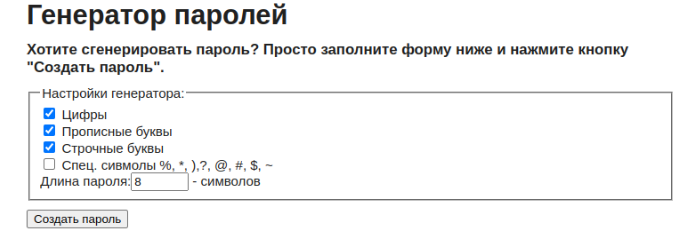 Генератор паролей
Хотите сгенерировать пароль? Просто заполните форму ниже и нажмите кнопку
"Создать пароль".
Настройки генератора:
Цифры
Прописные буквы
Строчные буквы
Спец. сивмолы %, *, ),?, @, #, $, ~
Длина пароля:8 - символов
Создать пароль